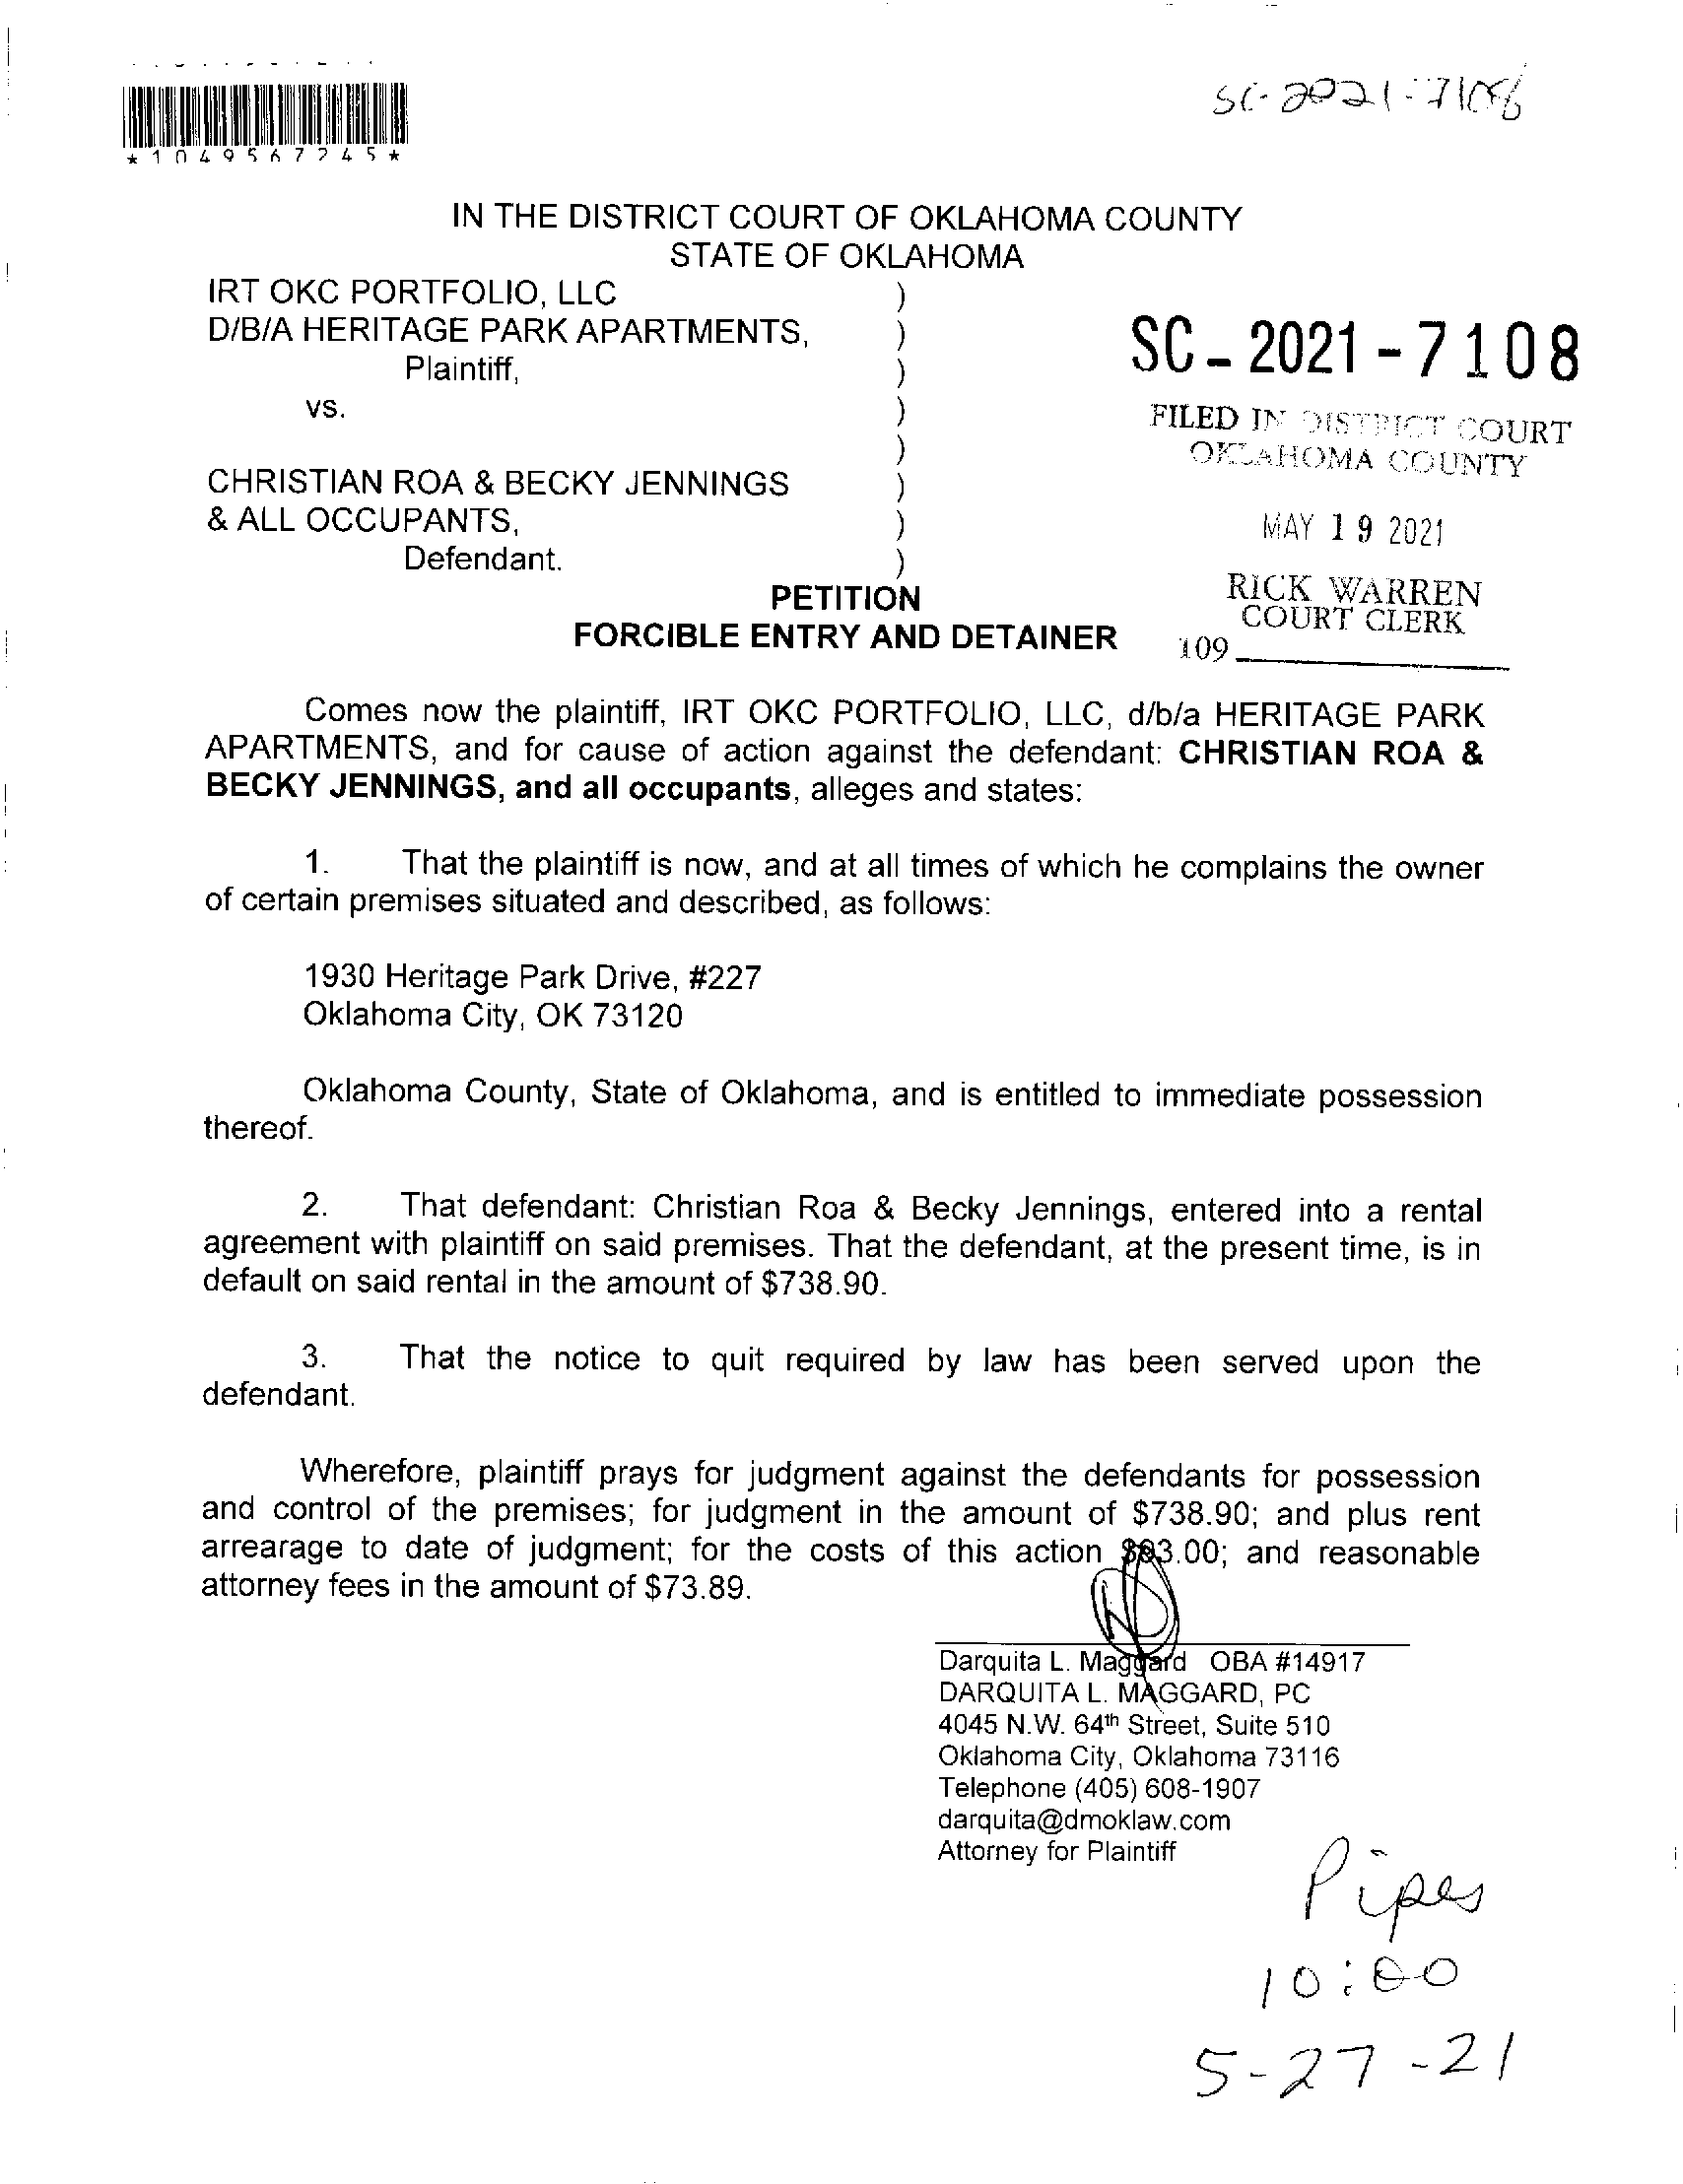 *1049567245*
IN THE DISTRICT COURT OF OKLAHOMA COUNTY
STATE OF OKLAHOMA
IRT OKC PORTFOLIO, LLC )
D/B/A HERITAGE PARK APARTMENTS, )
Plaintiff, )
vs. )
)
CHRISTIAN ROA & BECKY JENNINGS )
& ALL OCCUPANTS, )
Defendant. )
SC-2021-7108
FILED IN DISTRICT COURT
OKLAHOMA COUNTY
MAY 19 2021
RICK WARREN
COURT CLERK
109
PETITION
FORCIBLE ENTRY AND DETAINER
Comes now the plaintiff, IRT OKC PORTFOLIO, LLC, d/b/a HERITAGE PARK
APARTMENTS, and for cause of action against the defendant: CHRISTIAN ROA &
BECKY JENNINGS, and all occupants, alleges and states:
1. That the plaintiff is now, and at all times of which he complains the owner
of certain premises situated and described, as follows:
1930 Heritage Park Drive, #227
Oklahoma City, OK 73120
Oklahoma County, State of Oklahoma, and is entitled to immediate possession
thereof.
2. That defendant: Christian Roa & Becky Jennings, entered into a rental
agreement with plaintiff on said premises. That the defendant, at the present time, is in
default on said rental in the amount of $738.90.
3. That the notice to quit required by law has been served upon the
defendant.
Wherefore, plaintiff prays for judgment against the defendants for possession
and control of the premises; for judgment in the amount of $738.90; and plus rent
arrearage to date of judgment; for the costs of this action and reasonable
attorney fees in the amount of $73.89.
Darquita L. Maggard OBA #14917
DARQUITA L. MAGGARD, PC
4045 N.W. 64th Street, Suite 510
Oklahoma City, Oklahoma 73116
Telephone (405) 608-1907
darquita@dmoklaw.com
Attorney for Plaintiff
Pipes
10:00
5-27-21